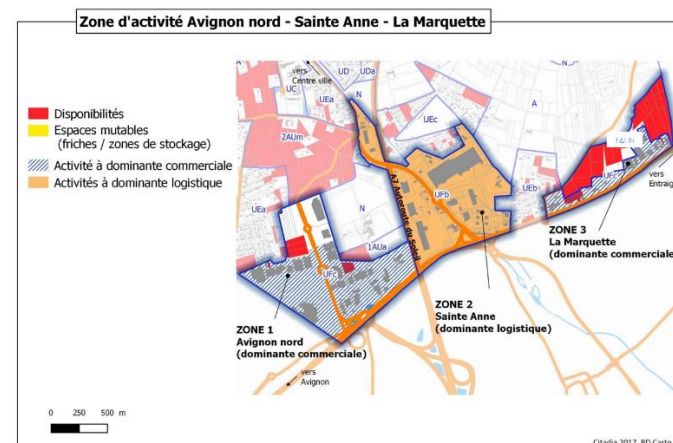 Zone d'activité Avignon nord - Sainte Anne - La Marquette
Disponibilités
Espaces mutables
(friches / zones de stockage)
Activité à dominante commerciale
Activités à dominante logistique
vers
Centre ville
A
N
UD
UDa
UC
UEa
N
UEc
A
2AUm
UEa
N
1AUa
UFc
A7 Autoroute du Soleil
UFb
UEb
1AUh
UFc
vers
Entraig
ZONE 3
La Marquette
(dominante commerciale
ZONE 2
Sainte Anne
(dominante logistique)
ZONE 1
Avignon nord
(dominante commerciale)
vers
Avignon
0 250 500 m
Citadia 2017, BD Carto